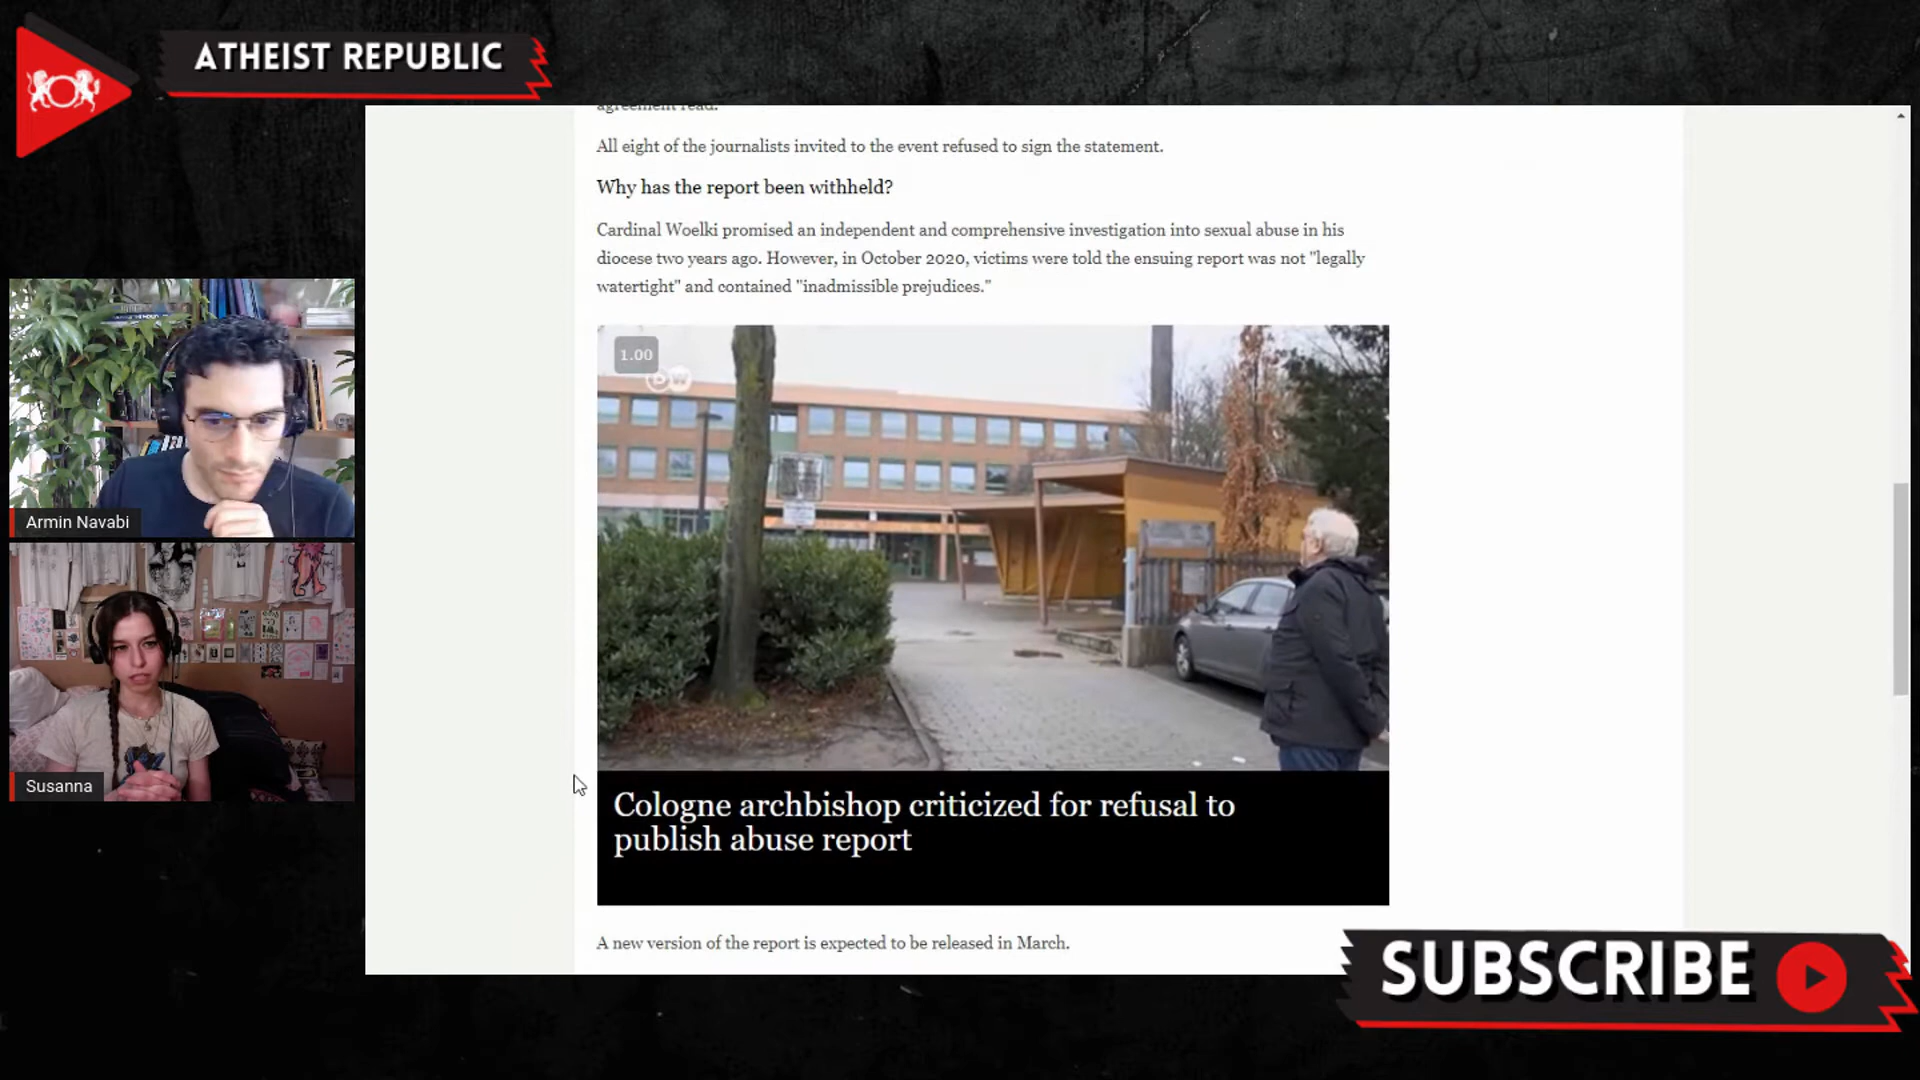 ATHEIST REPUBLIC
agreement read.
All eight of the journalists invited to the event refused to sign the statement.
Why has the report been withheld?
Cardinal Woelki promised an independent and comprehensive investigation into sexual abuse in his
diocese two years ago. However, in October 2020, victims were told the ensuing report was not "legally
watertight" and contained "inadmissible prejudices."
1.00
DW
Cologne archbishop criticized for refusal to
publish abuse report
A new version of the report is expected to be released in March.
Armin Navabi
Susanna
SUBSCRIBE